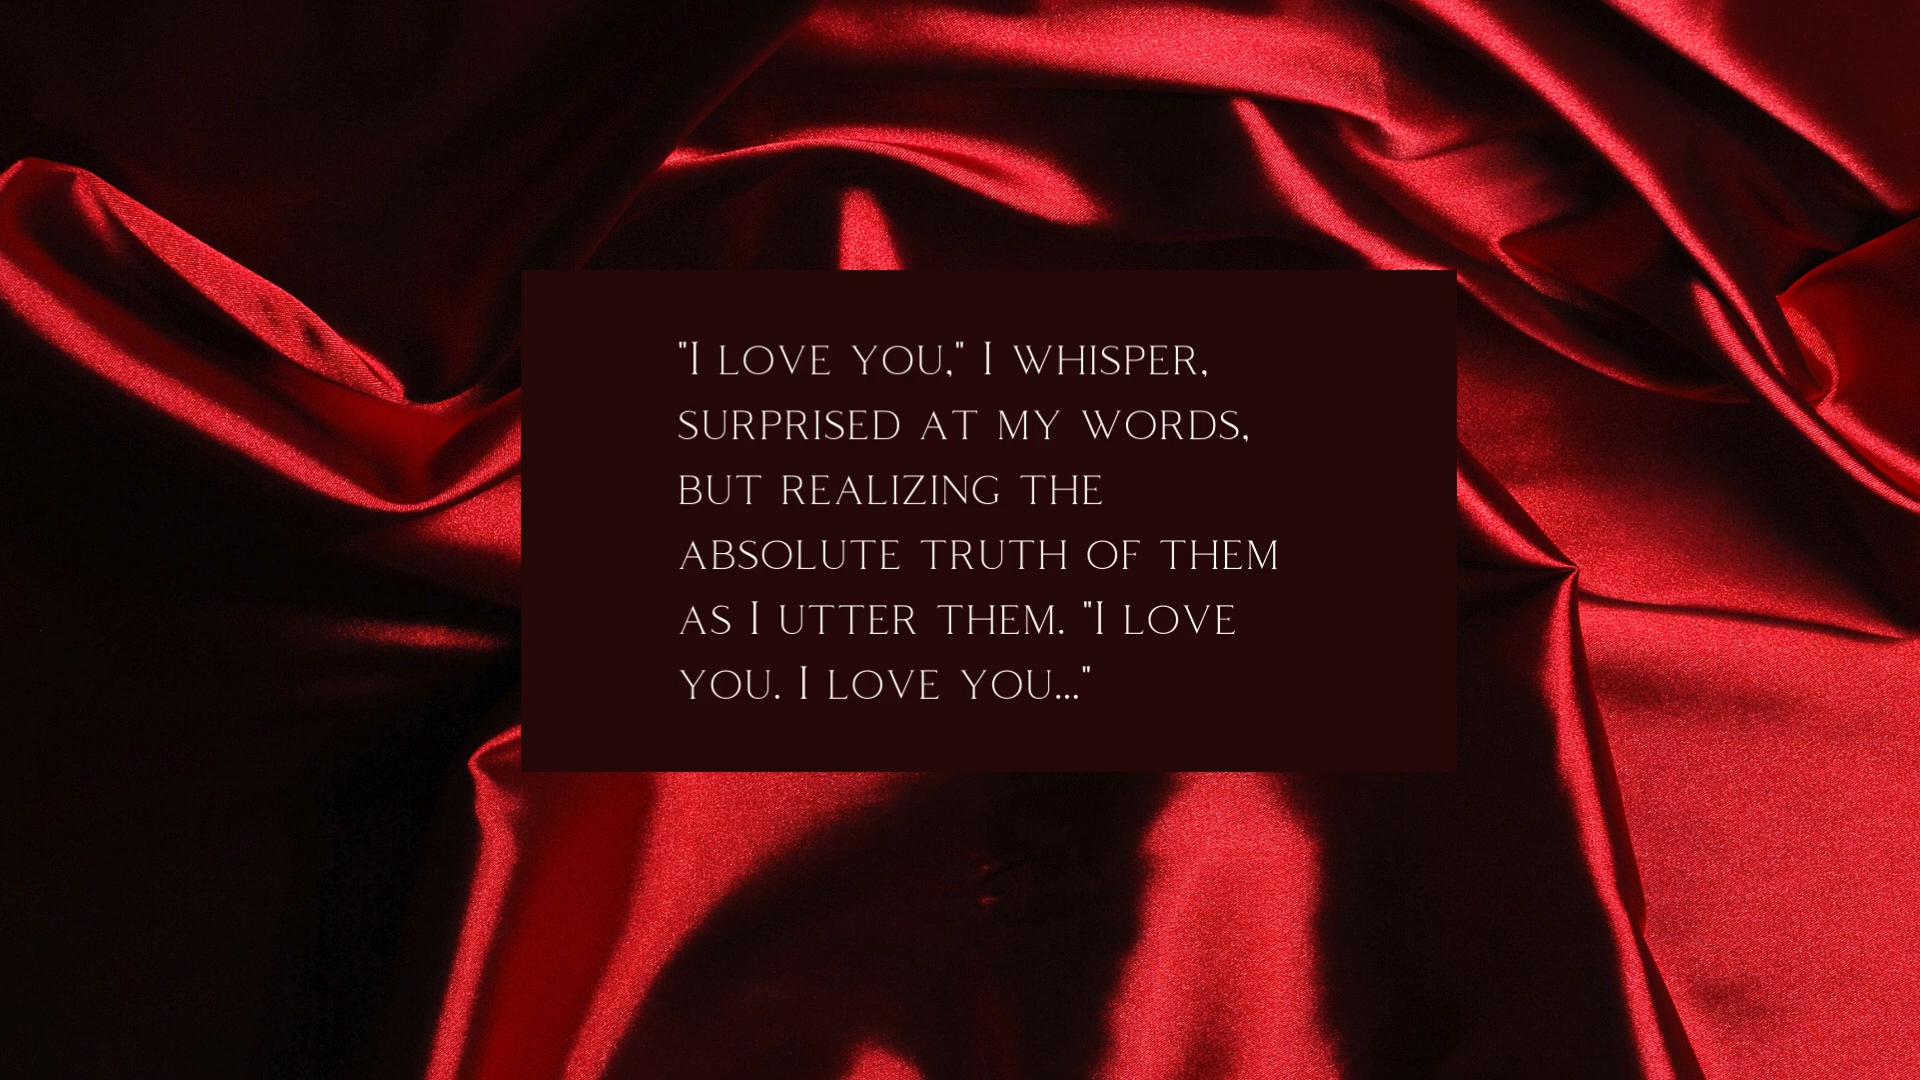 "I LOVE YOU," I WHISPER,
SURPRISED AT MY WORDS,
BUT REALIZING THE
ABSOLUTE TRUTH OF THEM
AS I UTTER THEM. "I LOVE
YOU. I LOVE YOU..."